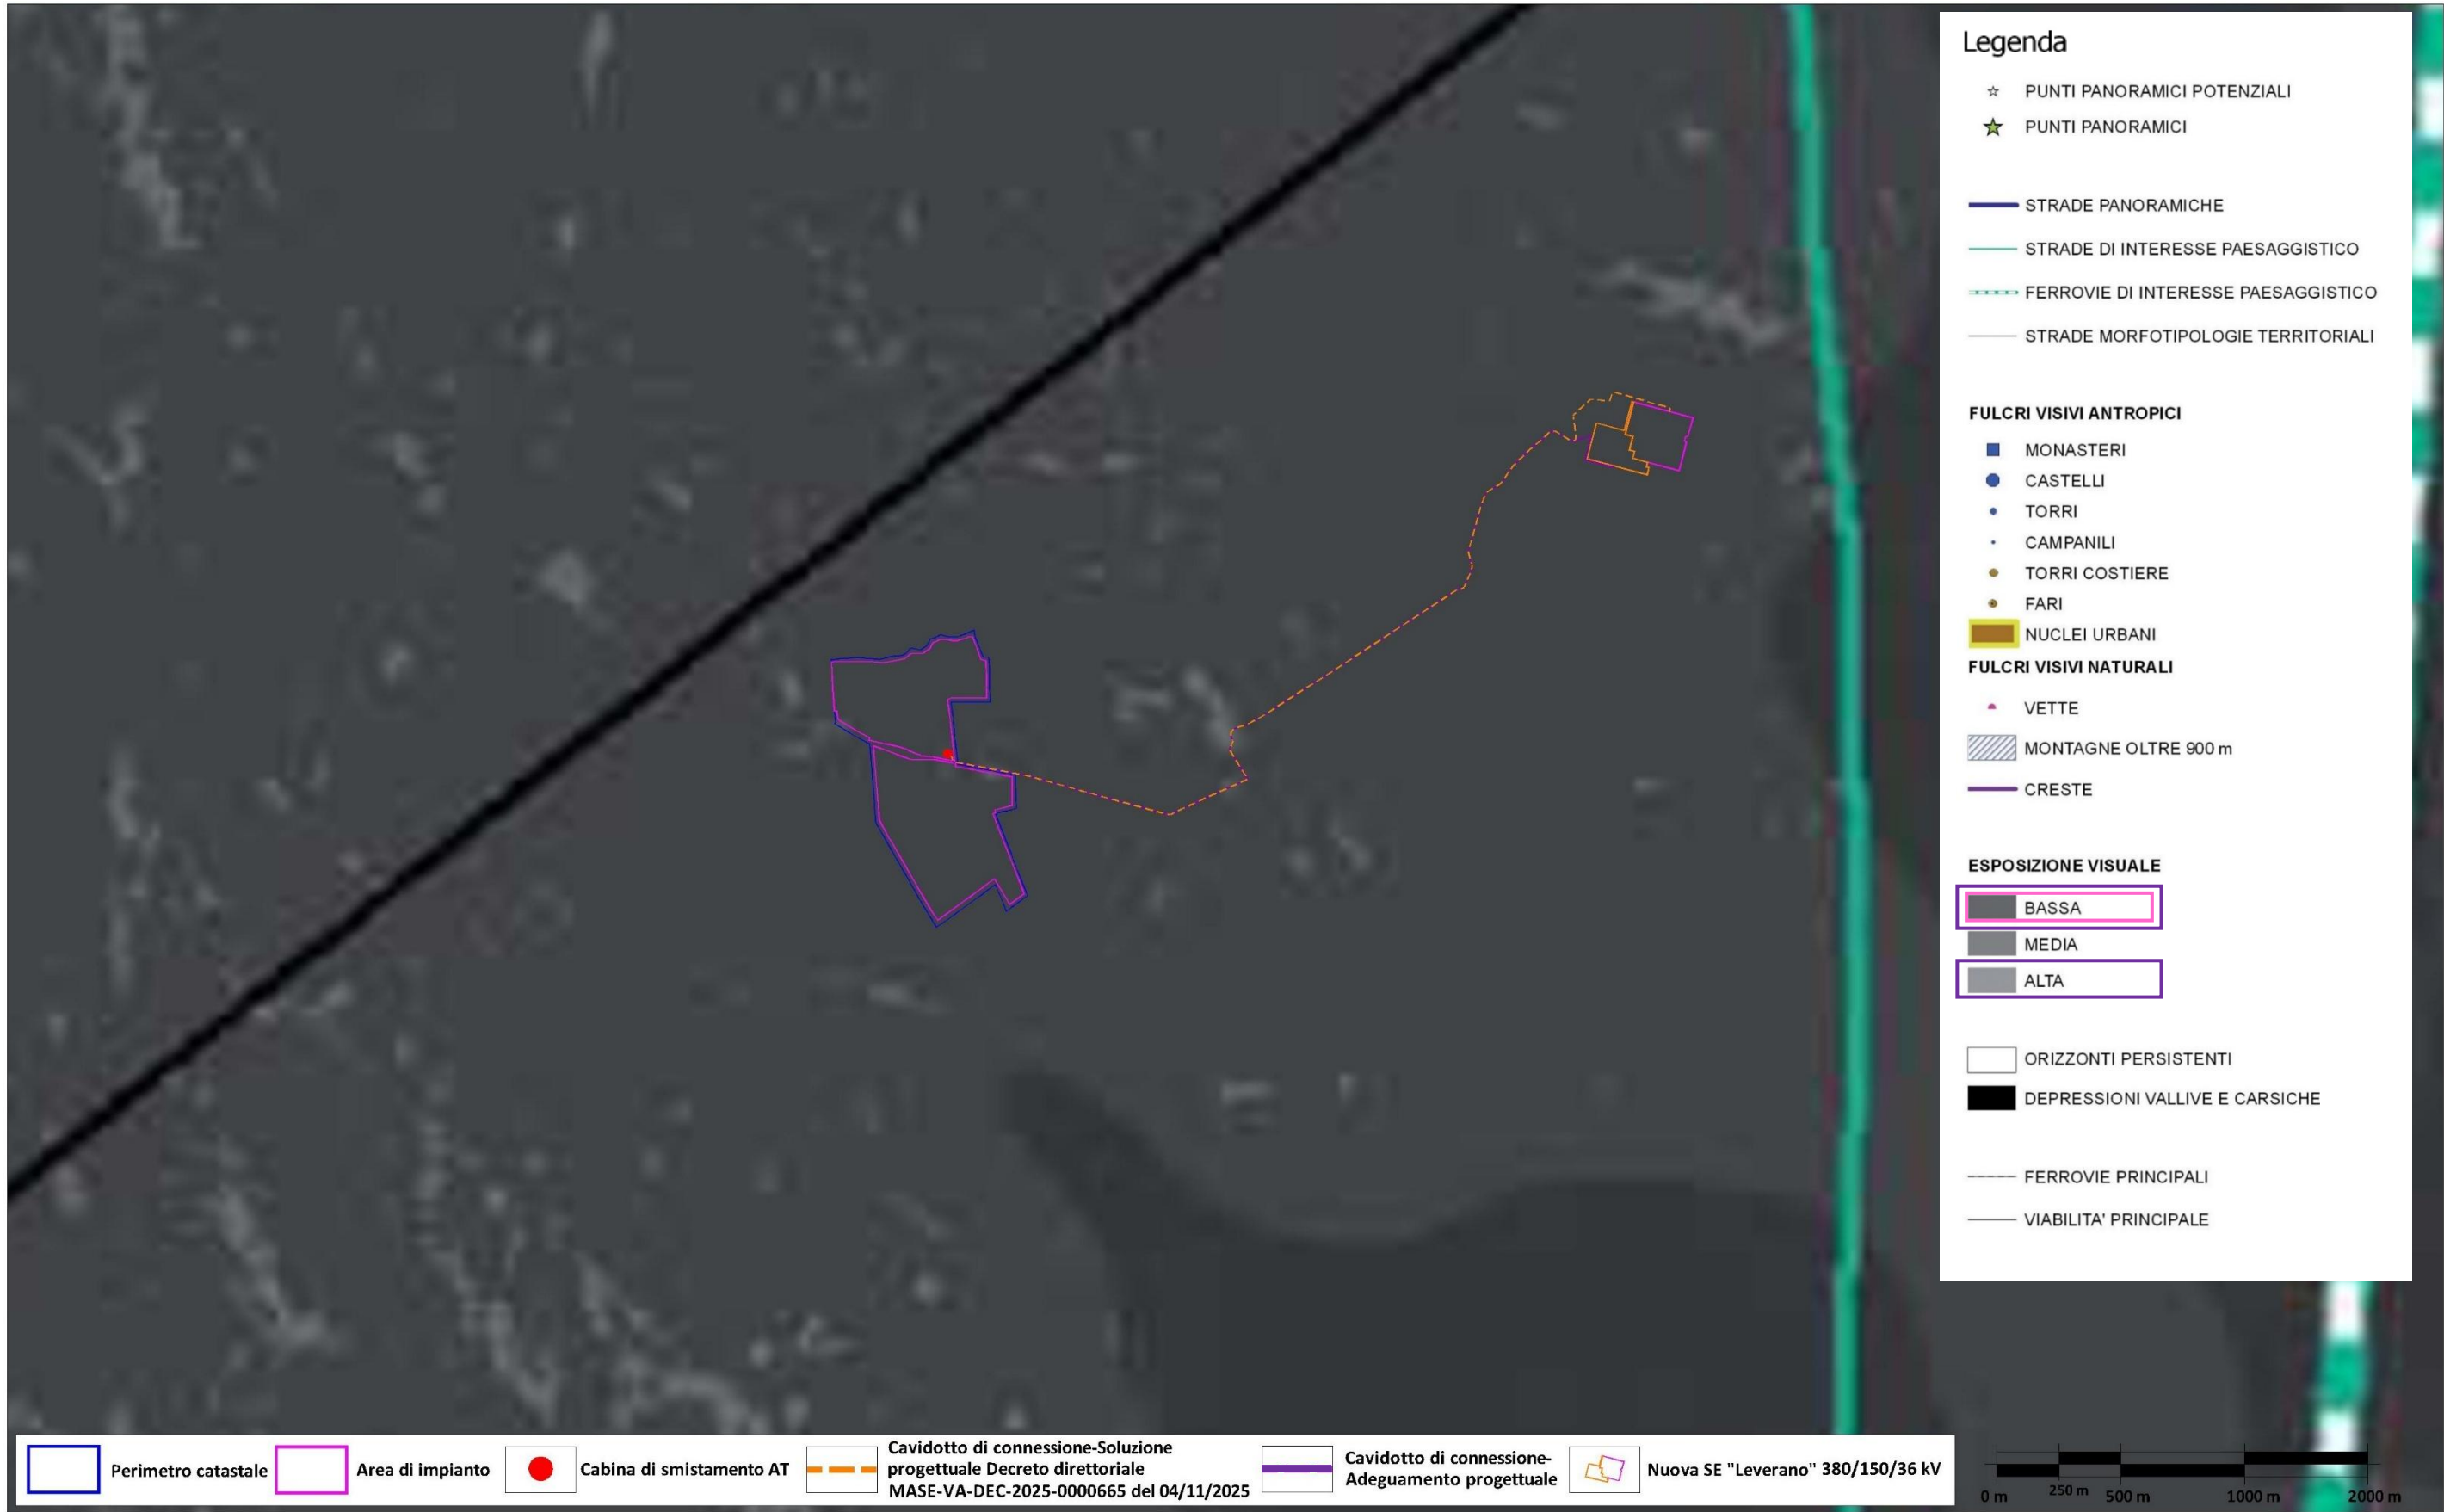 Legenda
PUNTI PANORAMICI POTENZIALI
PUNTI PANORAMICI
STRADE PANORAMICHE
STRADE DI INTERESSE PAESAGGISTICO
FERROVIE DI INTERESSE PAESAGGISTICO
STRADE MORFOTIPOLOGIE TERRITORIALI
FULCRI VISIVI ANTROPICI
MONASTERI
CASTELLI
TORRI
CAMPANILI
TORRI COSTIERE
FARI
NUCLEI URBANI
FULCRI VISIVI NATURALI
VETTE
MONTAGNE OLTRE 900 m
CRESTE
ESPOSIZIONE VISUALE
BASSA
MEDIA
ALTA
ORIZZONTI PERSISTENTI
DEPRESSIONI VALLIVE E CARSICHE
FERROVIE PRINCIPALI
VIABILITA' PRINCIPALE
Perimetro catastale
Area di impianto
Cabina di smistamento AT
Cavidotto di connessione-Soluzione
progettuale Decreto direttoriale
MASE-VA-DEC-2025-0000665 del 04/11/2025
Cavidotto di connessione-
Adeguamento progettuale
Nuova SE "Leverano" 380/150/36 kV
0 m 250 m 500 m 1000 m 2000 m